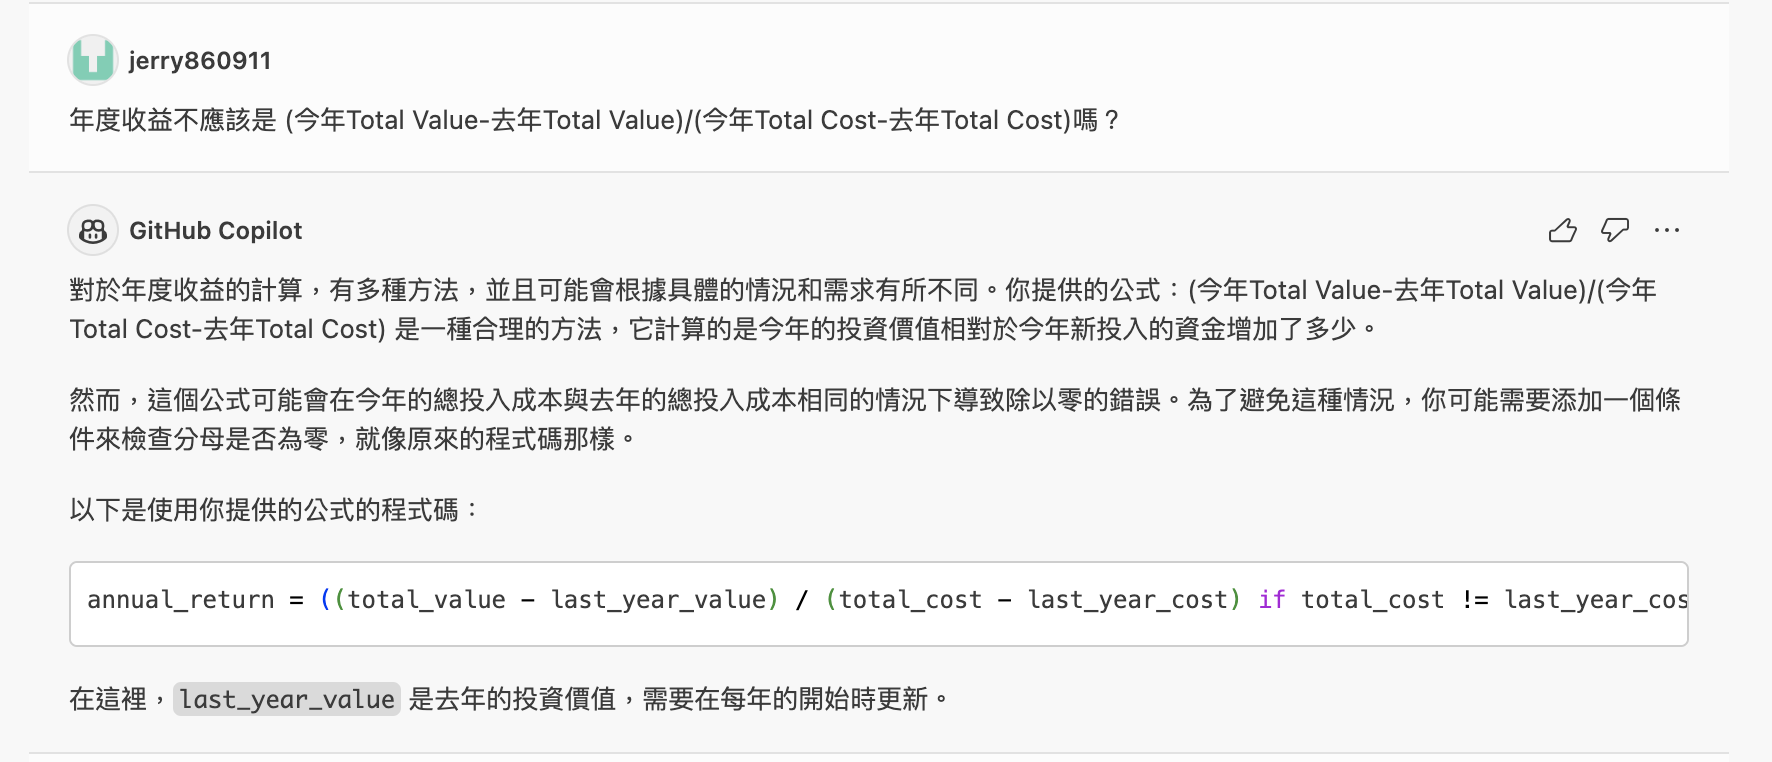 jerry860911
年度收益不應該是 (今年Total Value-去年Total Value)/(今年Total Cost-去年Total Cost)嗎？
GitHub Copilot
對於年度收益的計算，有多種方法，並且可能會根據具體的情況和需求有所不同。你提供的公式：(今年Total Value-去年Total Value)/(今年
Total Cost-去年Total Cost) 是一種合理的方法，它計算的是今年的投資價值相對於今年新投入的資金增加了多少。
然而，這個公式可能會在今年的總投入成本與去年的總投入成本相同的情況下導致除以零的錯誤。為了避免這種情況，你可能需要添加一個條
件來檢查分母是否為零，就像原來的程式碼那樣。
以下是使用你提供的公式的程式碼：
annual_return = ((total_value - last_year_value) / (total_cost - last_year_cost) if total_cost != last_year_cos
在這裡，last_year_value 是去年的投資價值，需要在每年的開始時更新。